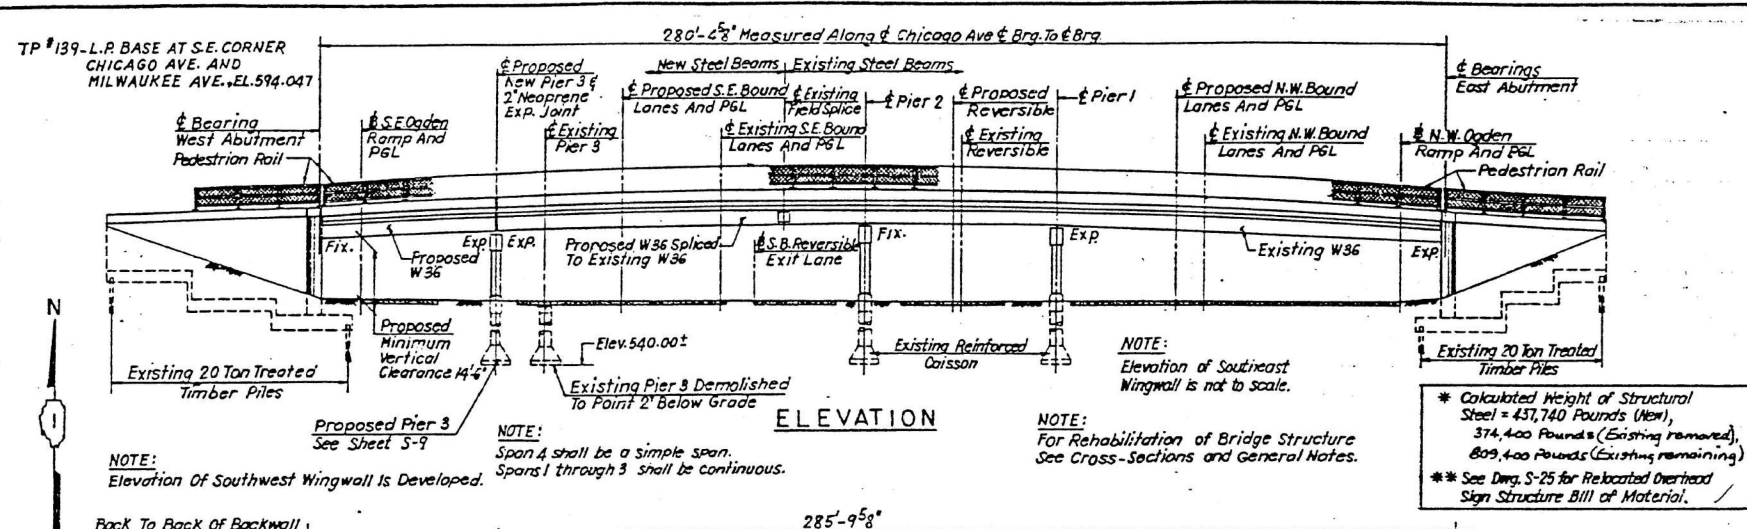 280'-4⅝" Measured Along ℄ Chicago Ave ℄ Brg. To ℄ Brg.
TP #139-L.P. BASE AT S.E. CORNER
CHICAGO AVE. AND
MILWAUKEE AVE., EL. 594.047
℄ Proposed
New Pier 3 &
2" Neoprene
Exp. Joint
New Steel Beams
Existing Steel Beams
℄ Proposed S.E. Bound
Lanes And PGL
℄ Existing
Field Splice
℄ Pier 2
℄ Proposed
Reversible
℄ Pier 1
℄ Proposed N.W. Bound
Lanes And PGL
℄ Bearings
East Abutment
℄ Bearing
West Abutment
Pedestrian Rail
B S.E. Ogden
Ramp And
PGL
℄ Existing
Pier 3
℄ Existing S.E. Bound
Lanes And PGL
℄ Existing
Reversible
℄ Existing N.W. Bound
Lanes And PGL
B N.W. Ogden
Ramp And PGL
Pedestrian Rail
Fix.
Proposed
W36
Exp.
Exp.
Proposed W36 Spliced
To Existing W36
B S.B. Reversible
Exit Lane
Fix.
Exp.
Existing W36
Exp.
N
Proposed
Minimum
Vertical
Clearance 14'-6"
Elev. 540.00±
Existing Reinforced
Caisson
NOTE:
Elevation of Southeast
Wingwall is not to scale.
Existing 20 Ton Treated
Timber Piles
Existing 20 Ton Treated
Timber Piles
Existing Pier 3 Demolished
To Point 2' Below Grade
ELEVATION
Proposed Pier 3
See Sheet S-9
NOTE:
Span 4 shall be a simple span.
Spans 1 through 3 shall be continuous.
NOTE:
For Rehabilitation of Bridge Structure
See Cross-Sections and General Notes.
* Calculated Weight of Structural
Steel = 437,740 Pounds (New),
374,400 Pounds (Existing removed),
809,400 Pounds (Existing remaining)
** See Dwg. S-25 for Relocated Overhead
Sign Structure Bill of Material.
NOTE:
Elevation Of Southwest Wingwall Is Developed.
Back To Back Of Backwall
285'-9⅝"